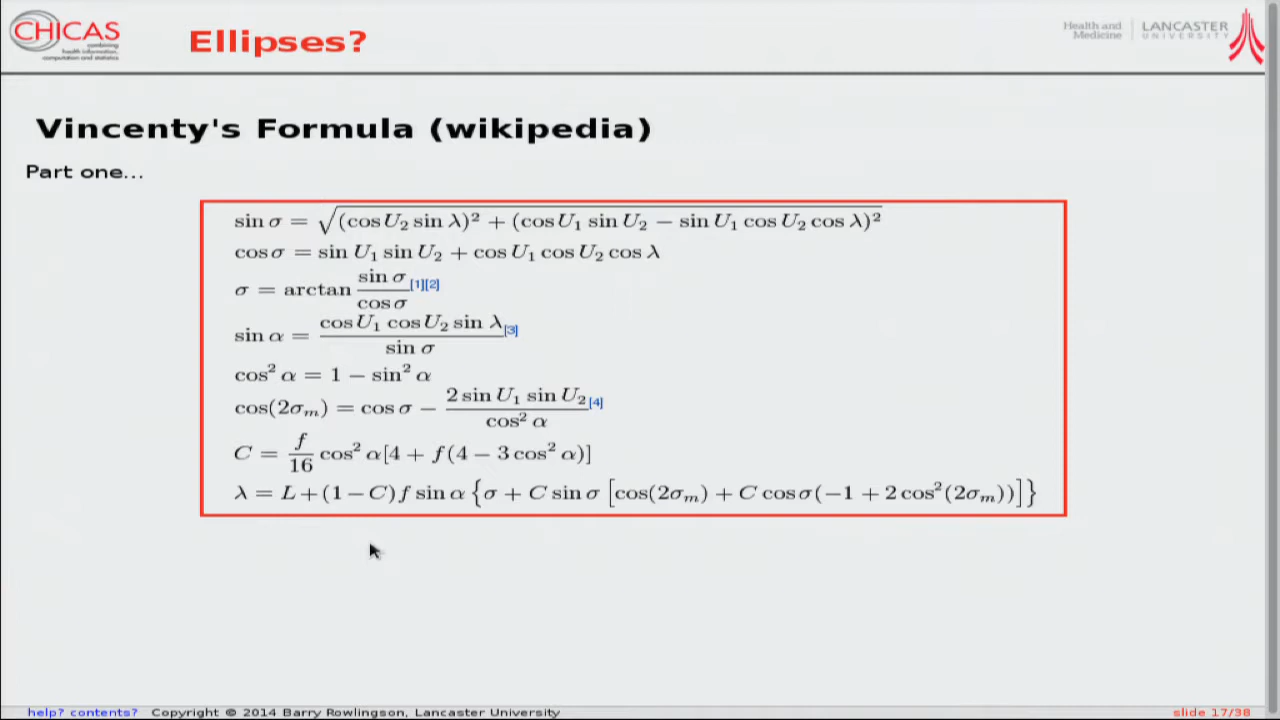 CHICAS
combining
health information,
computation and statistics
Ellipses?
Health and
Medicine
LANCASTER
UNIVERSITY
Vincenty's Formula (wikipedia)
Part one...
sin σ = √((cos U₂ sin λ)² + (cos U₁ sin U₂ − sin U₁ cos U₂ cos λ)²)
cos σ = sin U₁ sin U₂ + cos U₁ cos U₂ cos λ
σ = arctan (sin σ / cos σ) [1][2]
sin α = (cos U₁ cos U₂ sin λ) / (sin σ) [3]
cos² α = 1 − sin² α
cos(2σₘ) = cos σ − (2 sin U₁ sin U₂) / (cos² α) [4]
C = (f / 16) cos² α[4 + f(4 − 3 cos² α)]
λ = L + (1 − C) f sin α {σ + C sin σ [cos(2σₘ) + C cos σ(−1 + 2 cos²(2σₘ))]}
help? contents? Copyright © 2014 Barry Rowlingson, Lancaster University
slide 17/38